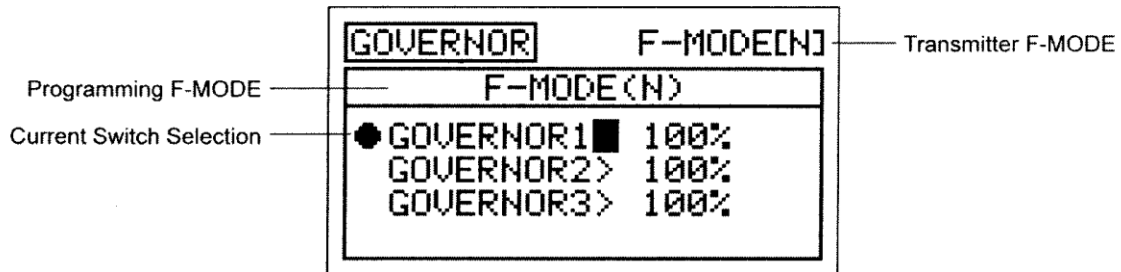 GOVERNOR F-MODE[N]
Transmitter F-MODE
Programming F-MODE
F-MODE(N)
Current Switch Selection
GOVERNOR1 100%
GOVERNOR2> 100%
GOVERNOR3> 100%